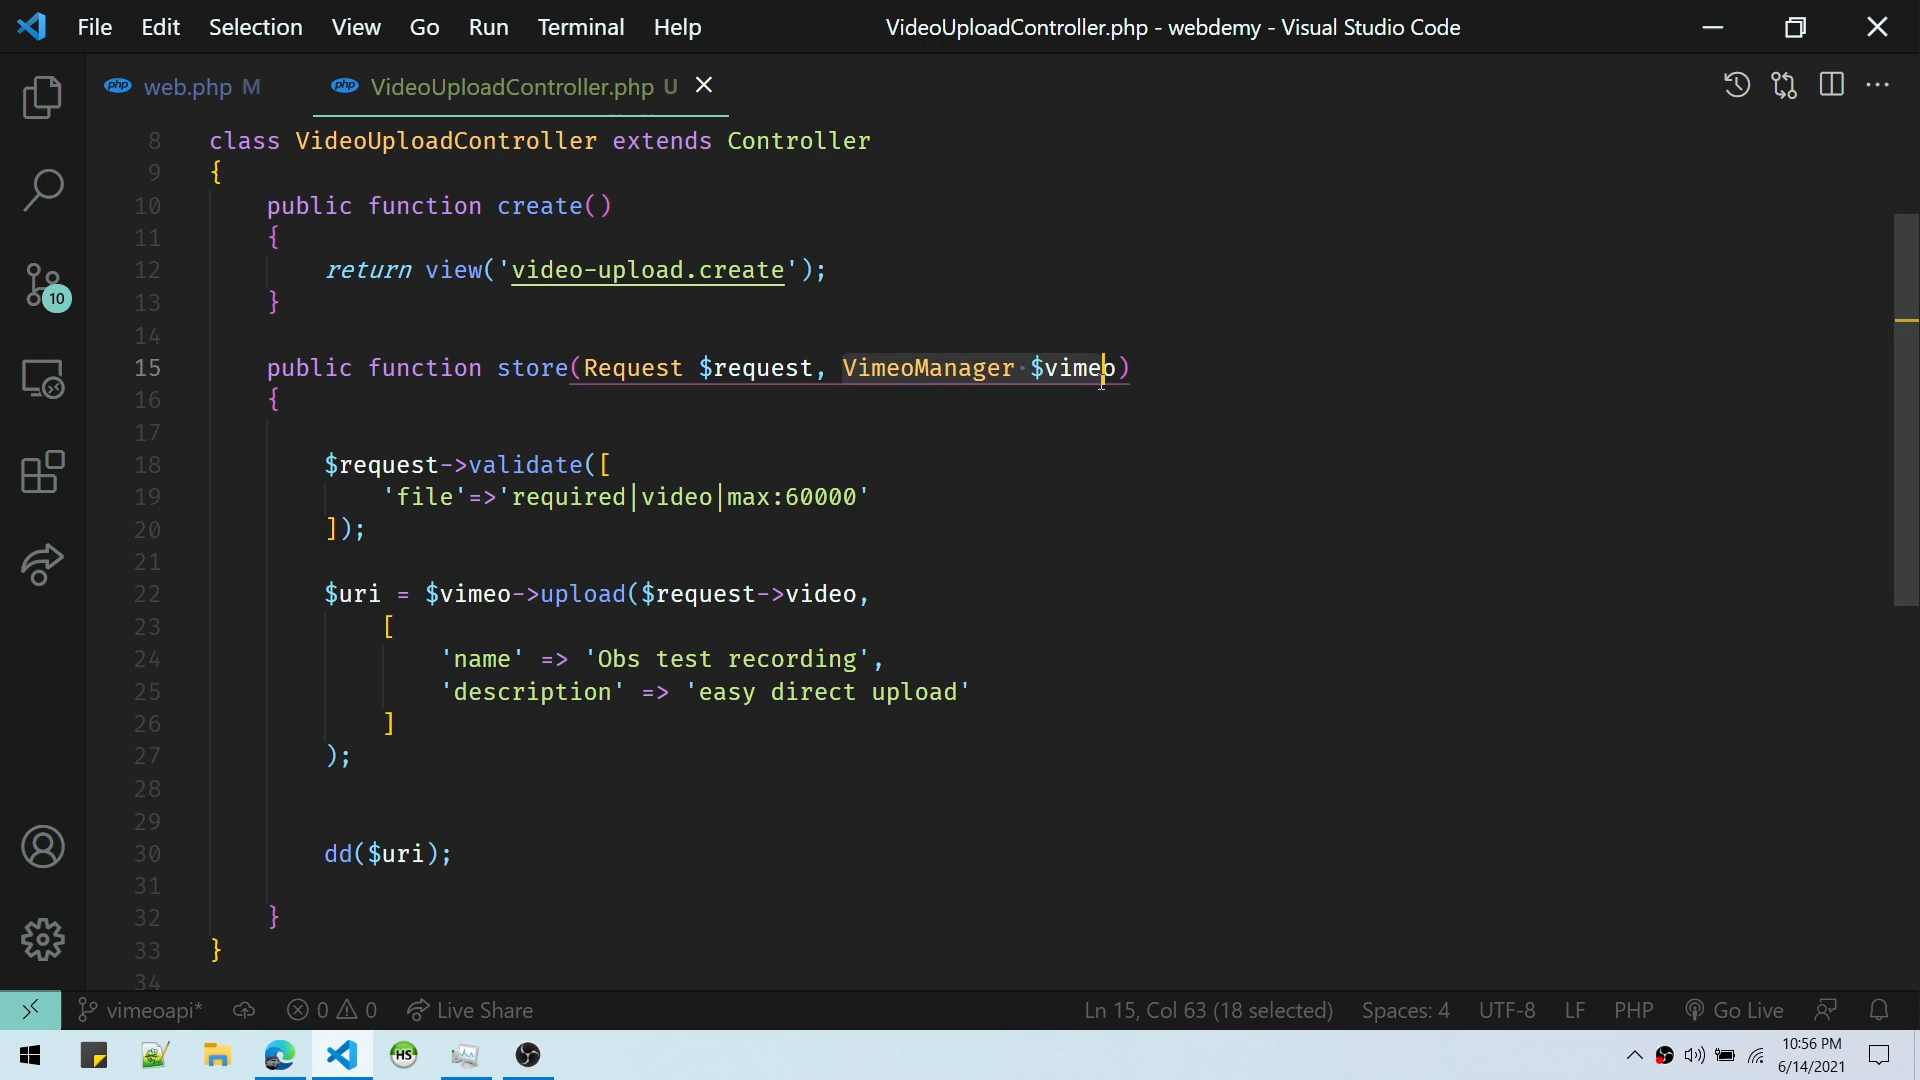 File Edit Selection View Go Run Terminal Help VideoUploadController.php - webdemy - Visual Studio Code
php web.php M php VideoUploadController.php U
8 class VideoUploadController extends Controller
9 {
10 public function create()
11 {
12 return view('video-upload.create');
13 }
14
15 public function store(Request $request, VimeoManager $vimeo)
16 {
17
18 $request->validate([
19 'file'=>'required|video|max:60000'
20 ]);
21
22 $uri = $vimeo->upload($request->video,
23 [
24 'name' => 'Obs test recording',
25 'description' => 'easy direct upload'
26 ]
27 );
28
29
30 dd($uri);
31
32 }
33 }
34
10
vimeoapi* 0 0 Live Share Ln 15, Col 63 (18 selected) Spaces: 4 UTF-8 LF PHP Go Live
HS 10:56 PM
6/14/2021